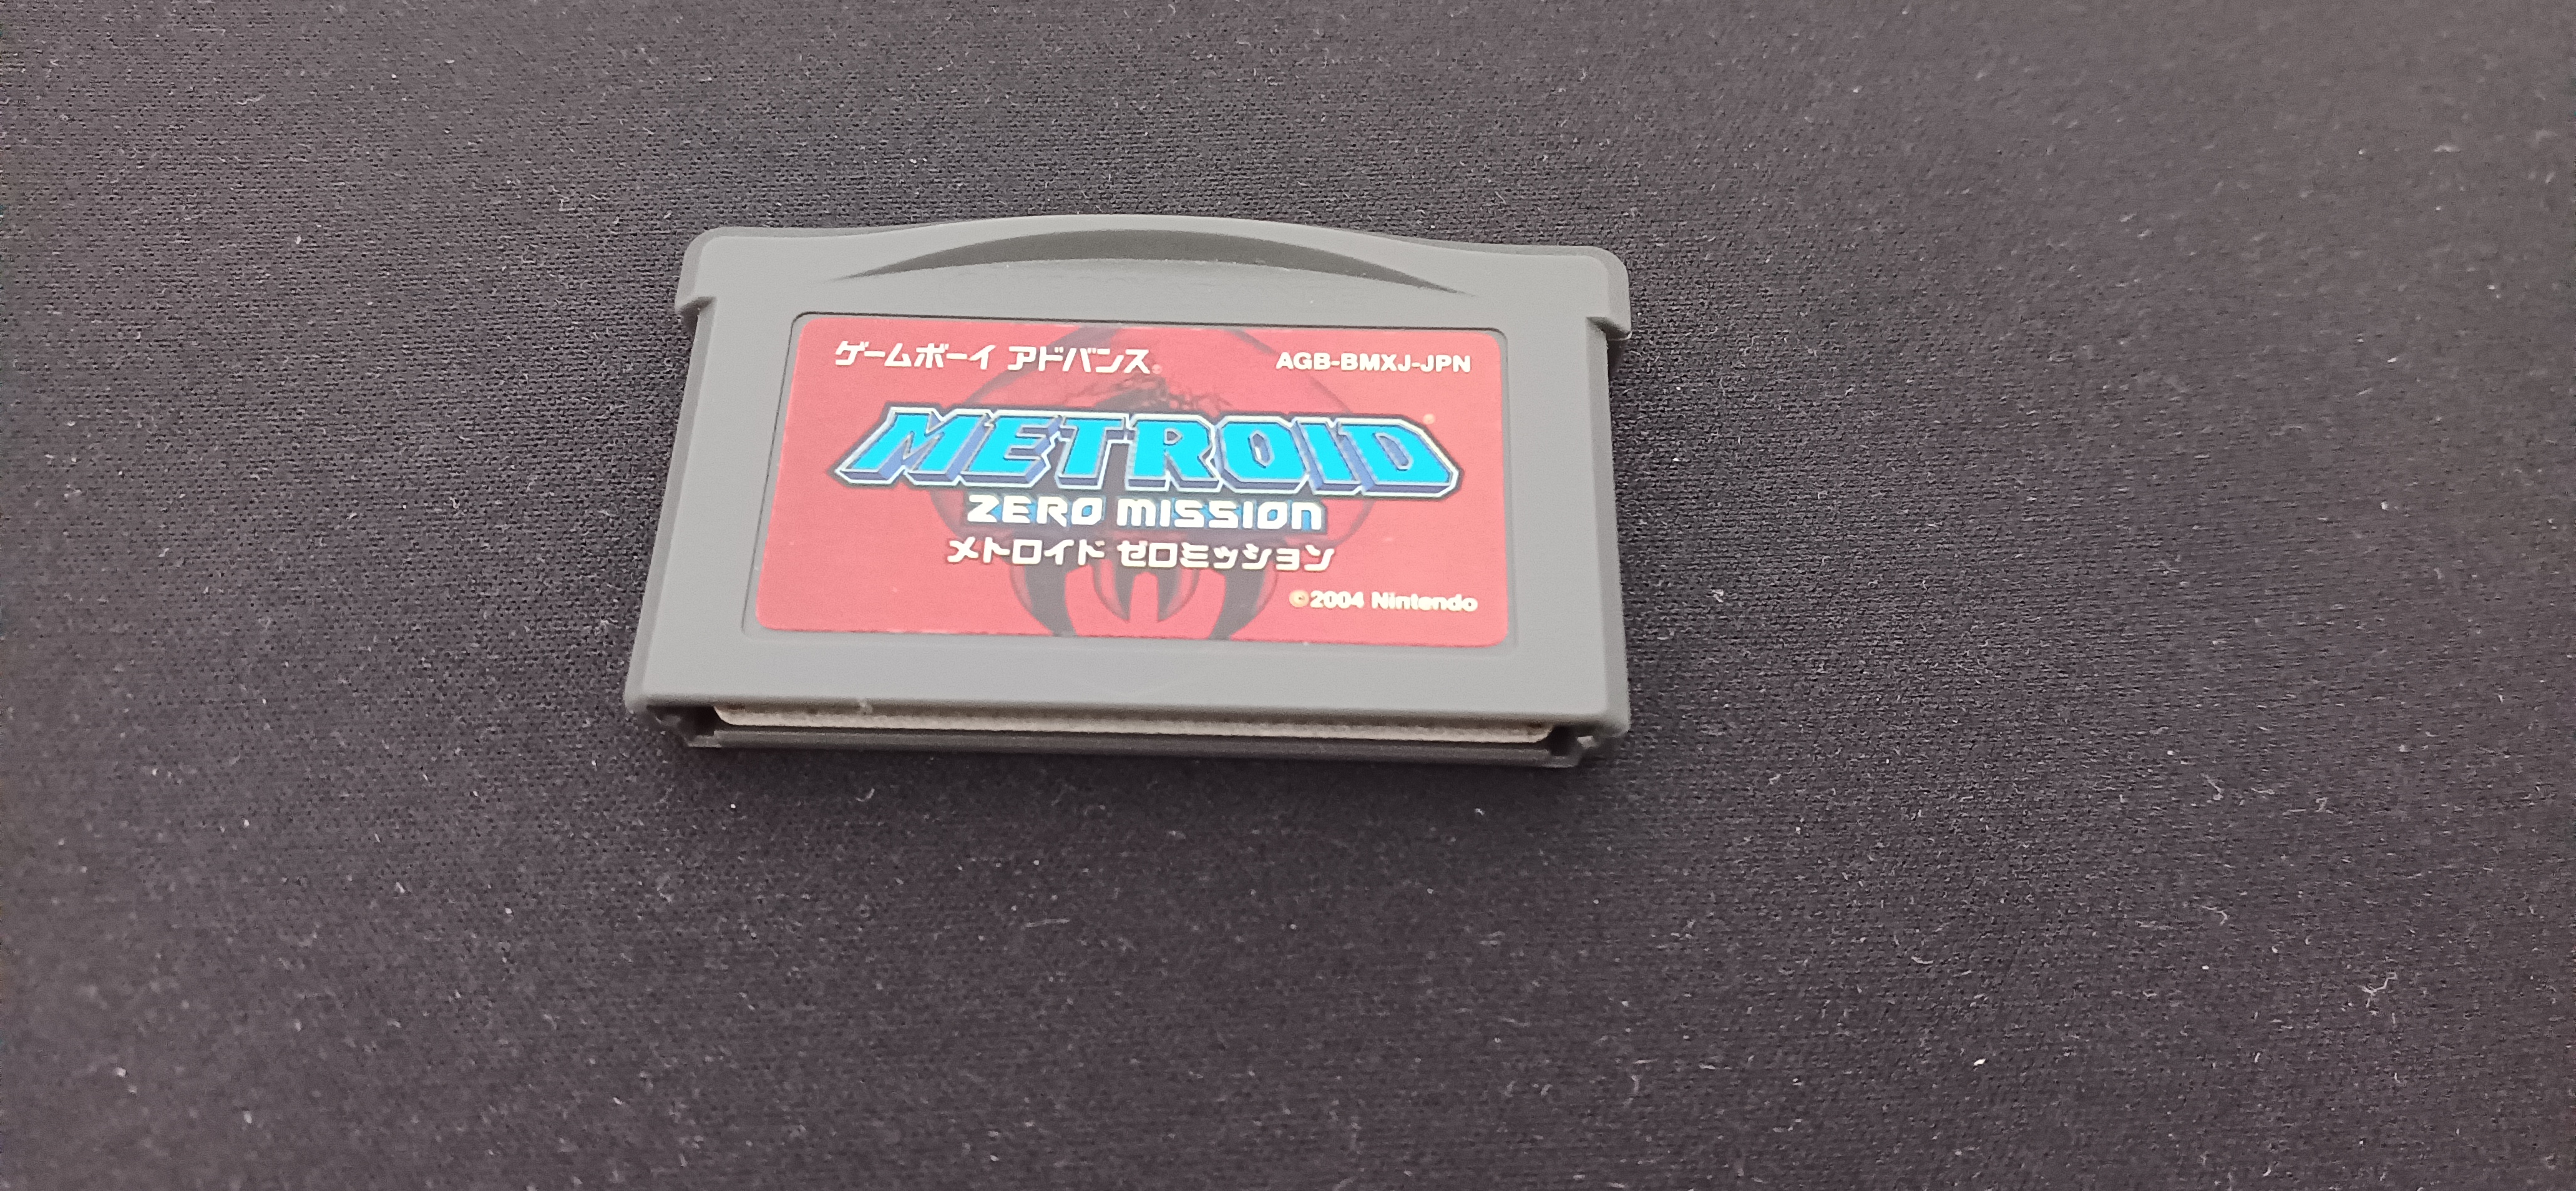 ゲームボーイ アドバンス
AGB-BMXJ-JPN
METROID
ZERO MISSION
メトロイド ゼロミッション
©2004 Nintendo